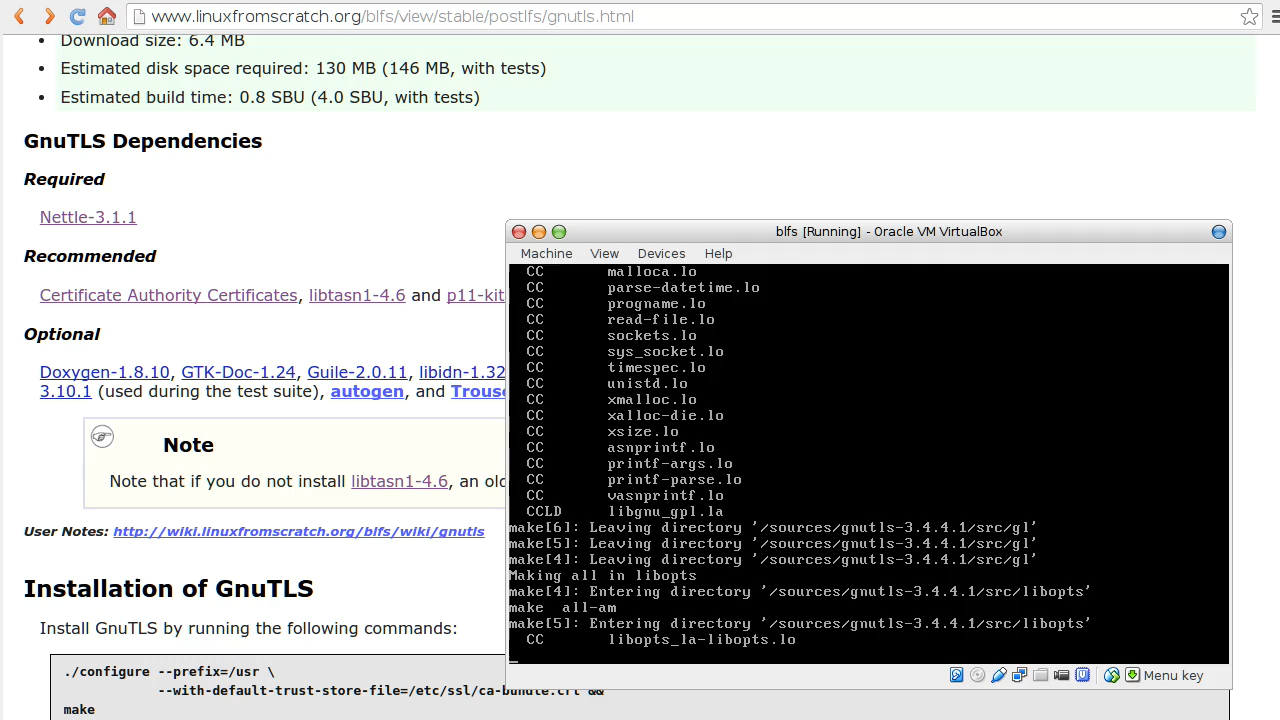 www.linuxfromscratch.org/blfs/view/stable/postlfs/gnutls.html
Download size: 6.4 MB
Estimated disk space required: 130 MB (146 MB, with tests)
Estimated build time: 0.8 SBU (4.0 SBU, with tests)
GnuTLS Dependencies
Required
Nettle-3.1.1
Recommended
Certificate Authority Certificates, libtasn1-4.6 and p11-kit
Optional
Doxygen-1.8.10, GTK-Doc-1.24, Guile-2.0.11, libidn-1.32
3.10.1 (used during the test suite), autogen, and Trous
Note
Note that if you do not install libtasn1-4.6, an old
User Notes: http://wiki.linuxfromscratch.org/blfs/wiki/gnutls
Installation of GnuTLS
Install GnuTLS by running the following commands:
./configure --prefix=/usr \
--with-default-trust-store-file=/etc/ssl/ca-bundle.crt &&
make
blfs [Running] - Oracle VM VirtualBox
Machine View Devices Help
CC malloca.lo
CC parse-datetime.lo
CC progname.lo
CC read-file.lo
CC sockets.lo
CC sys_socket.lo
CC timespec.lo
CC unistd.lo
CC xmalloc.lo
CC xalloc-die.lo
CC xsize.lo
CC asnprintf.lo
CC printf-args.lo
CC printf-parse.lo
CC vasnprintf.lo
CCLD libgnu_gpl.la
make[6]: Leaving directory '/sources/gnutls-3.4.4.1/src/gl'
make[5]: Leaving directory '/sources/gnutls-3.4.4.1/src/gl'
make[4]: Leaving directory '/sources/gnutls-3.4.4.1/src/gl'
Making all in libopts
make[4]: Entering directory '/sources/gnutls-3.4.4.1/src/libopts'
make all-am
make[5]: Entering directory '/sources/gnutls-3.4.4.1/src/libopts'
CC libopts_la-libopts.lo
_
Menu key